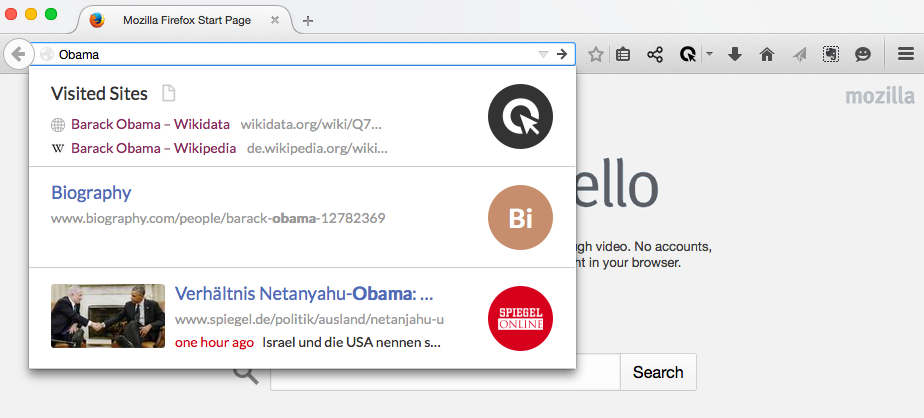 Mozilla Firefox Start Page
Obama
mozilla
Visited Sites
Barack Obama – Wikidata wikidata.org/wiki/Q7...
W Barack Obama – Wikipedia de.wikipedia.org/wiki...
Biography
www.biography.com/people/barack-obama-12782369
Bi
ello
ugh video. No accounts,
nt in your browser.
Verhältnis Netanyahu-Obama: ...
www.spiegel.de/politik/ausland/netanjahu-u
one hour ago Israel und die USA nennen s...
SPIEGEL
ONLINE
Search